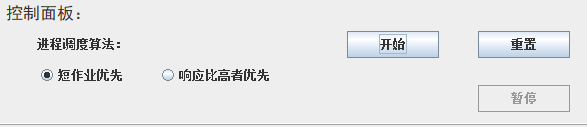 控制面板：
进程调度算法：
开始
重置
短作业优先
响应比高者优先
暂停